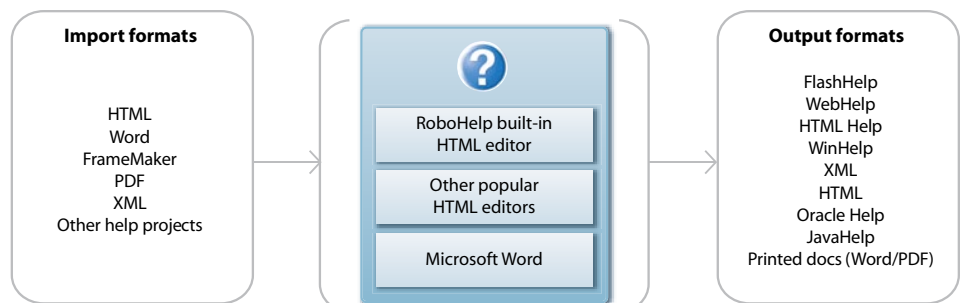 Import formats
HTML
Word
FrameMaker
PDF
XML
Other help projects
?
RoboHelp built-in
HTML editor
Other popular
HTML editors
Microsoft Word
Output formats
FlashHelp
WebHelp
HTML Help
WinHelp
XML
HTML
Oracle Help
JavaHelp
Printed docs (Word/PDF)